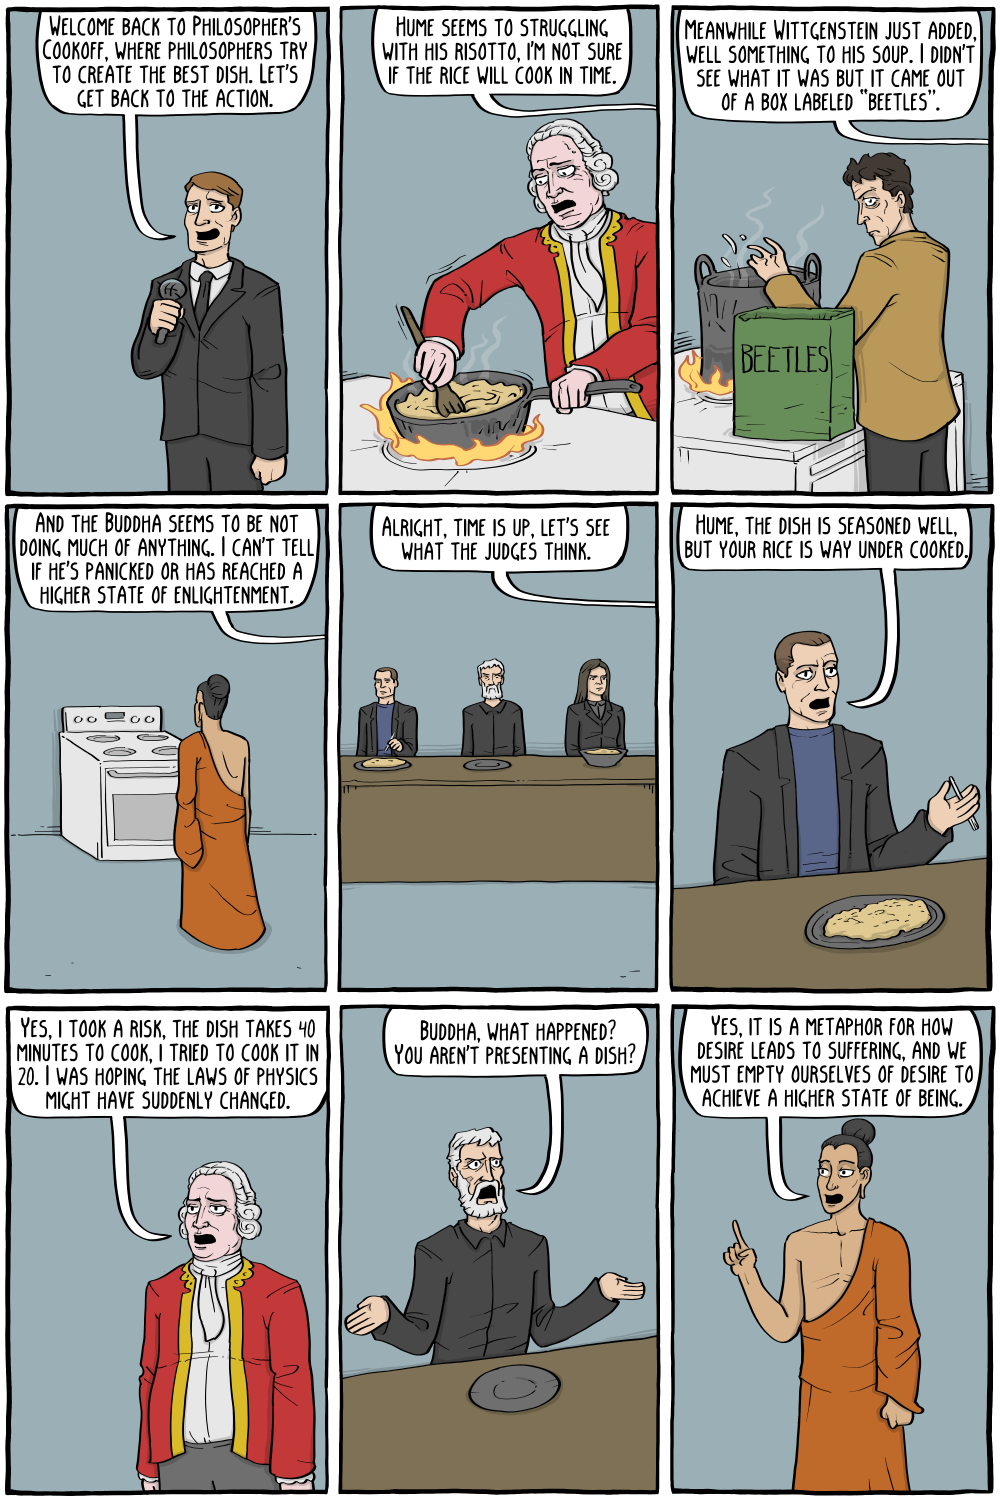 Welcome back to Philosopher's
Cookoff, where philosophers try
to create the best dish. Let's
get back to the action.
Hume seems to struggling
with his risotto, I'm not sure
if the rice will cook in time.
Meanwhile Wittgenstein just added,
well something to his soup. I didn't
see what it was but it came out
of a box labeled "Beetles".
BEETLES
And the Buddha seems to be not
doing much of anything. I can't tell
if he's panicked or has reached a
higher state of enlightenment.
Alright, time is up, let's see
what the judges think.
Hume, the dish is seasoned well,
but your rice is way under cooked.
Yes, I took a risk, the dish takes 40
minutes to cook, I tried to cook it in
20. I was hoping the laws of physics
might have suddenly changed.
Buddha, what happened?
You aren't presenting a dish?
Yes, it is a metaphor for how
desire leads to suffering, and we
must empty ourselves of desire to
achieve a higher state of being.